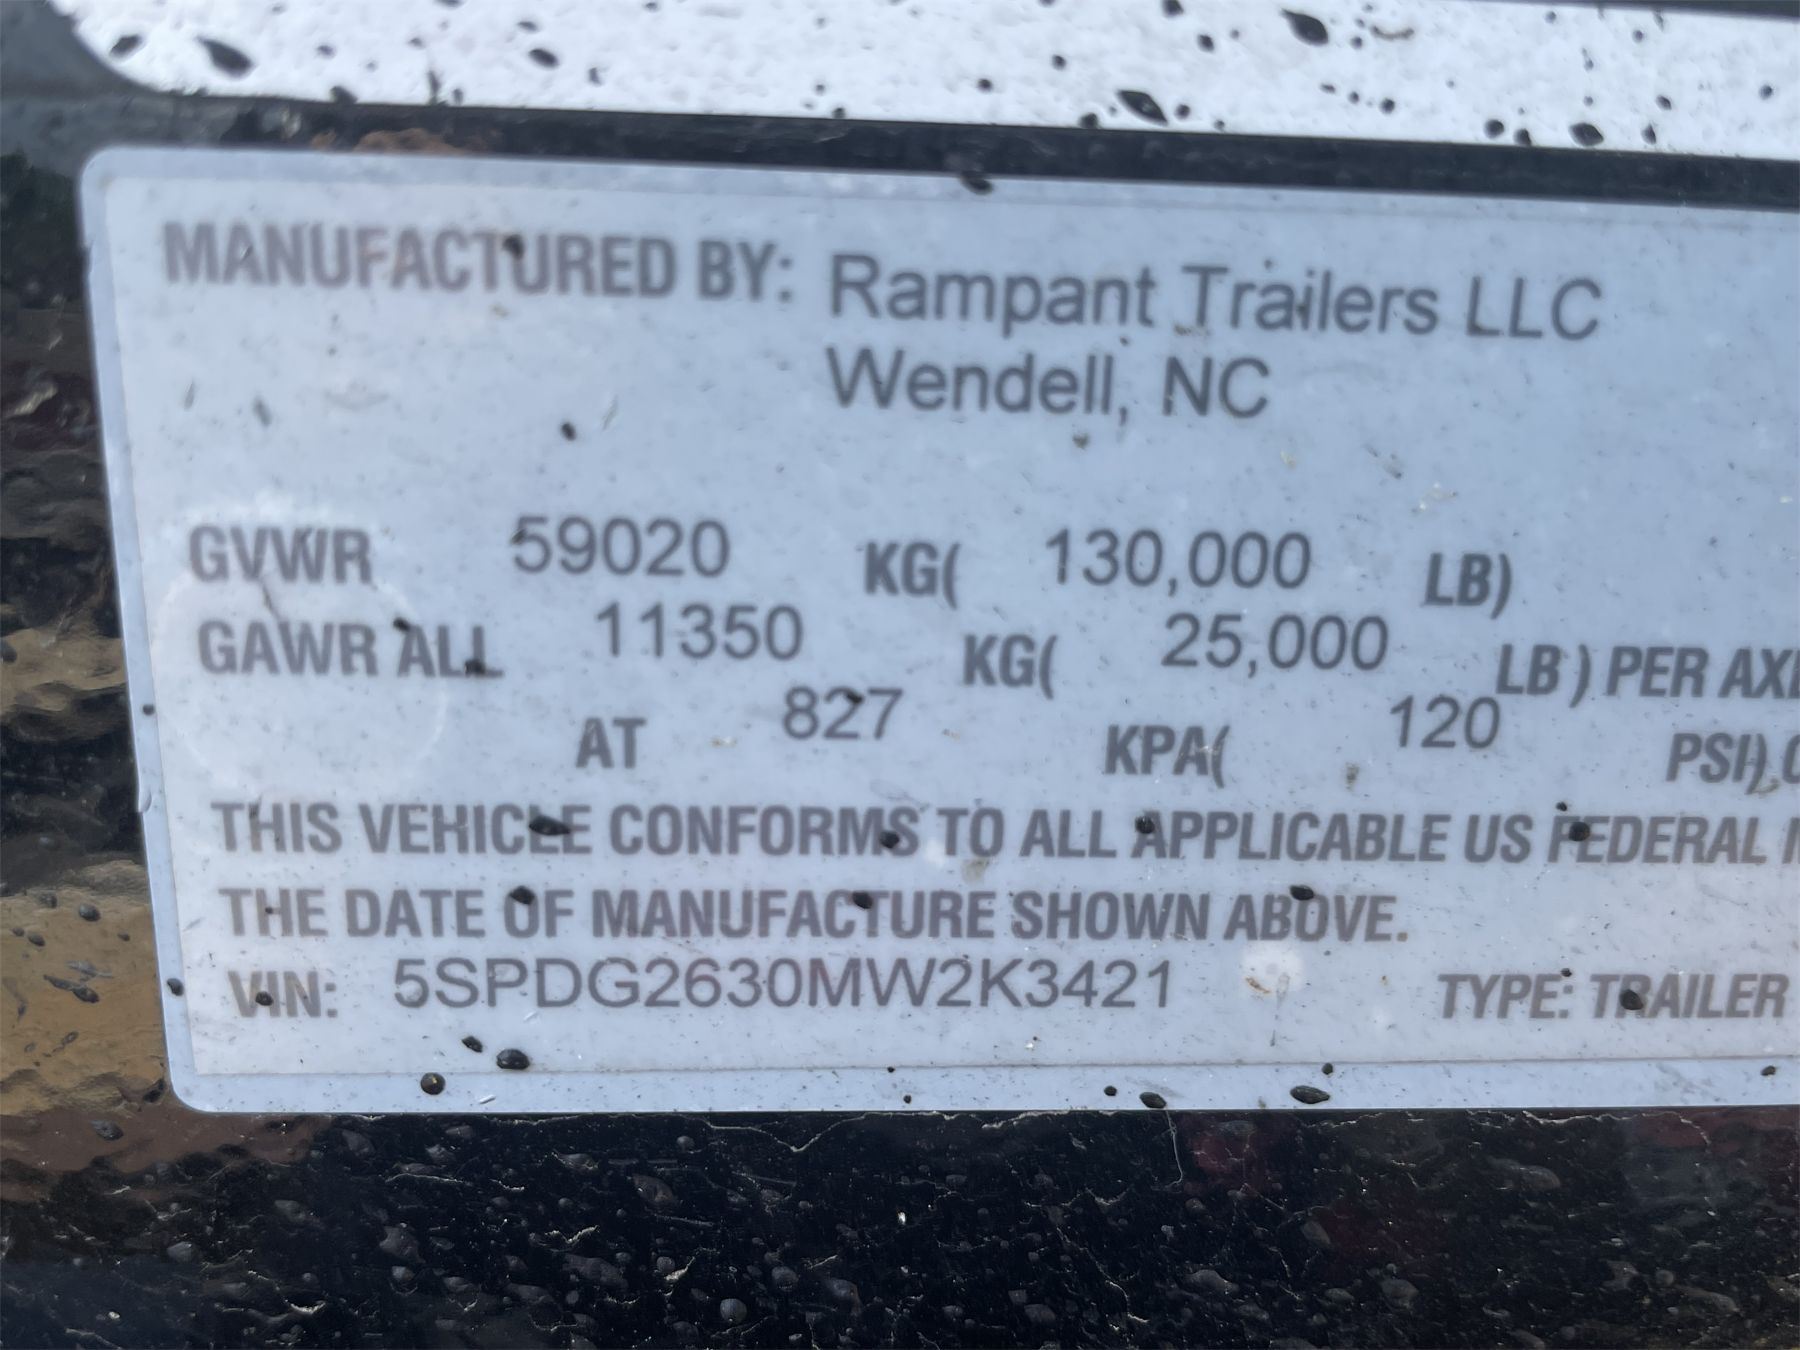 MANUFACTURED BY: Rampant Trailers LLC
Wendell, NC
GVWR 59020 KG( 130,000 LB)
GAWR ALL 11350 KG( 25,000 LB) PER AXL
AT 827 KPA( 120 PSI)
THIS VEHICLE CONFORMS TO ALL APPLICABLE US FEDERAL
THE DATE OF MANUFACTURE SHOWN ABOVE.
VIN: 5SPDG2630MW2K3421 TYPE: TRAILER